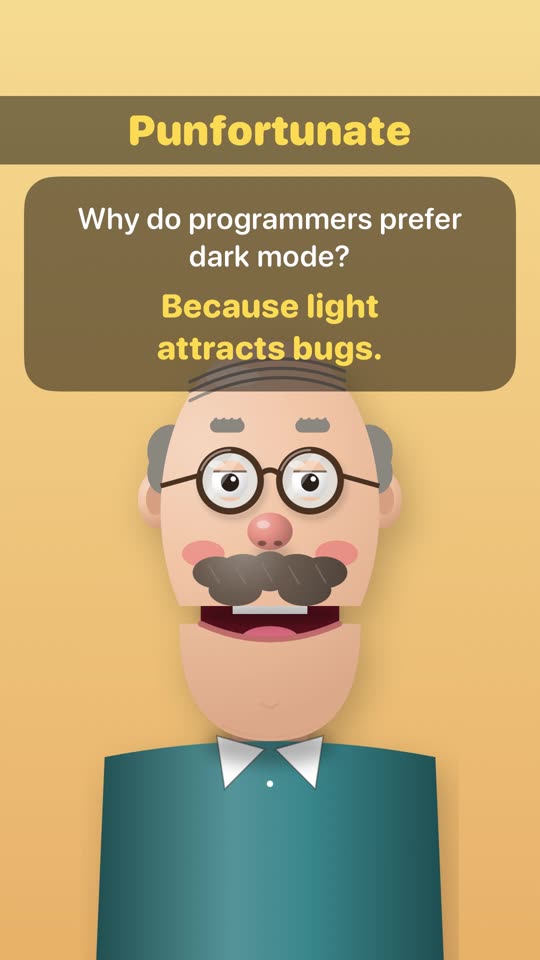 Punfortunate
Why do programmers prefer
dark mode?
Because light
attracts bugs.